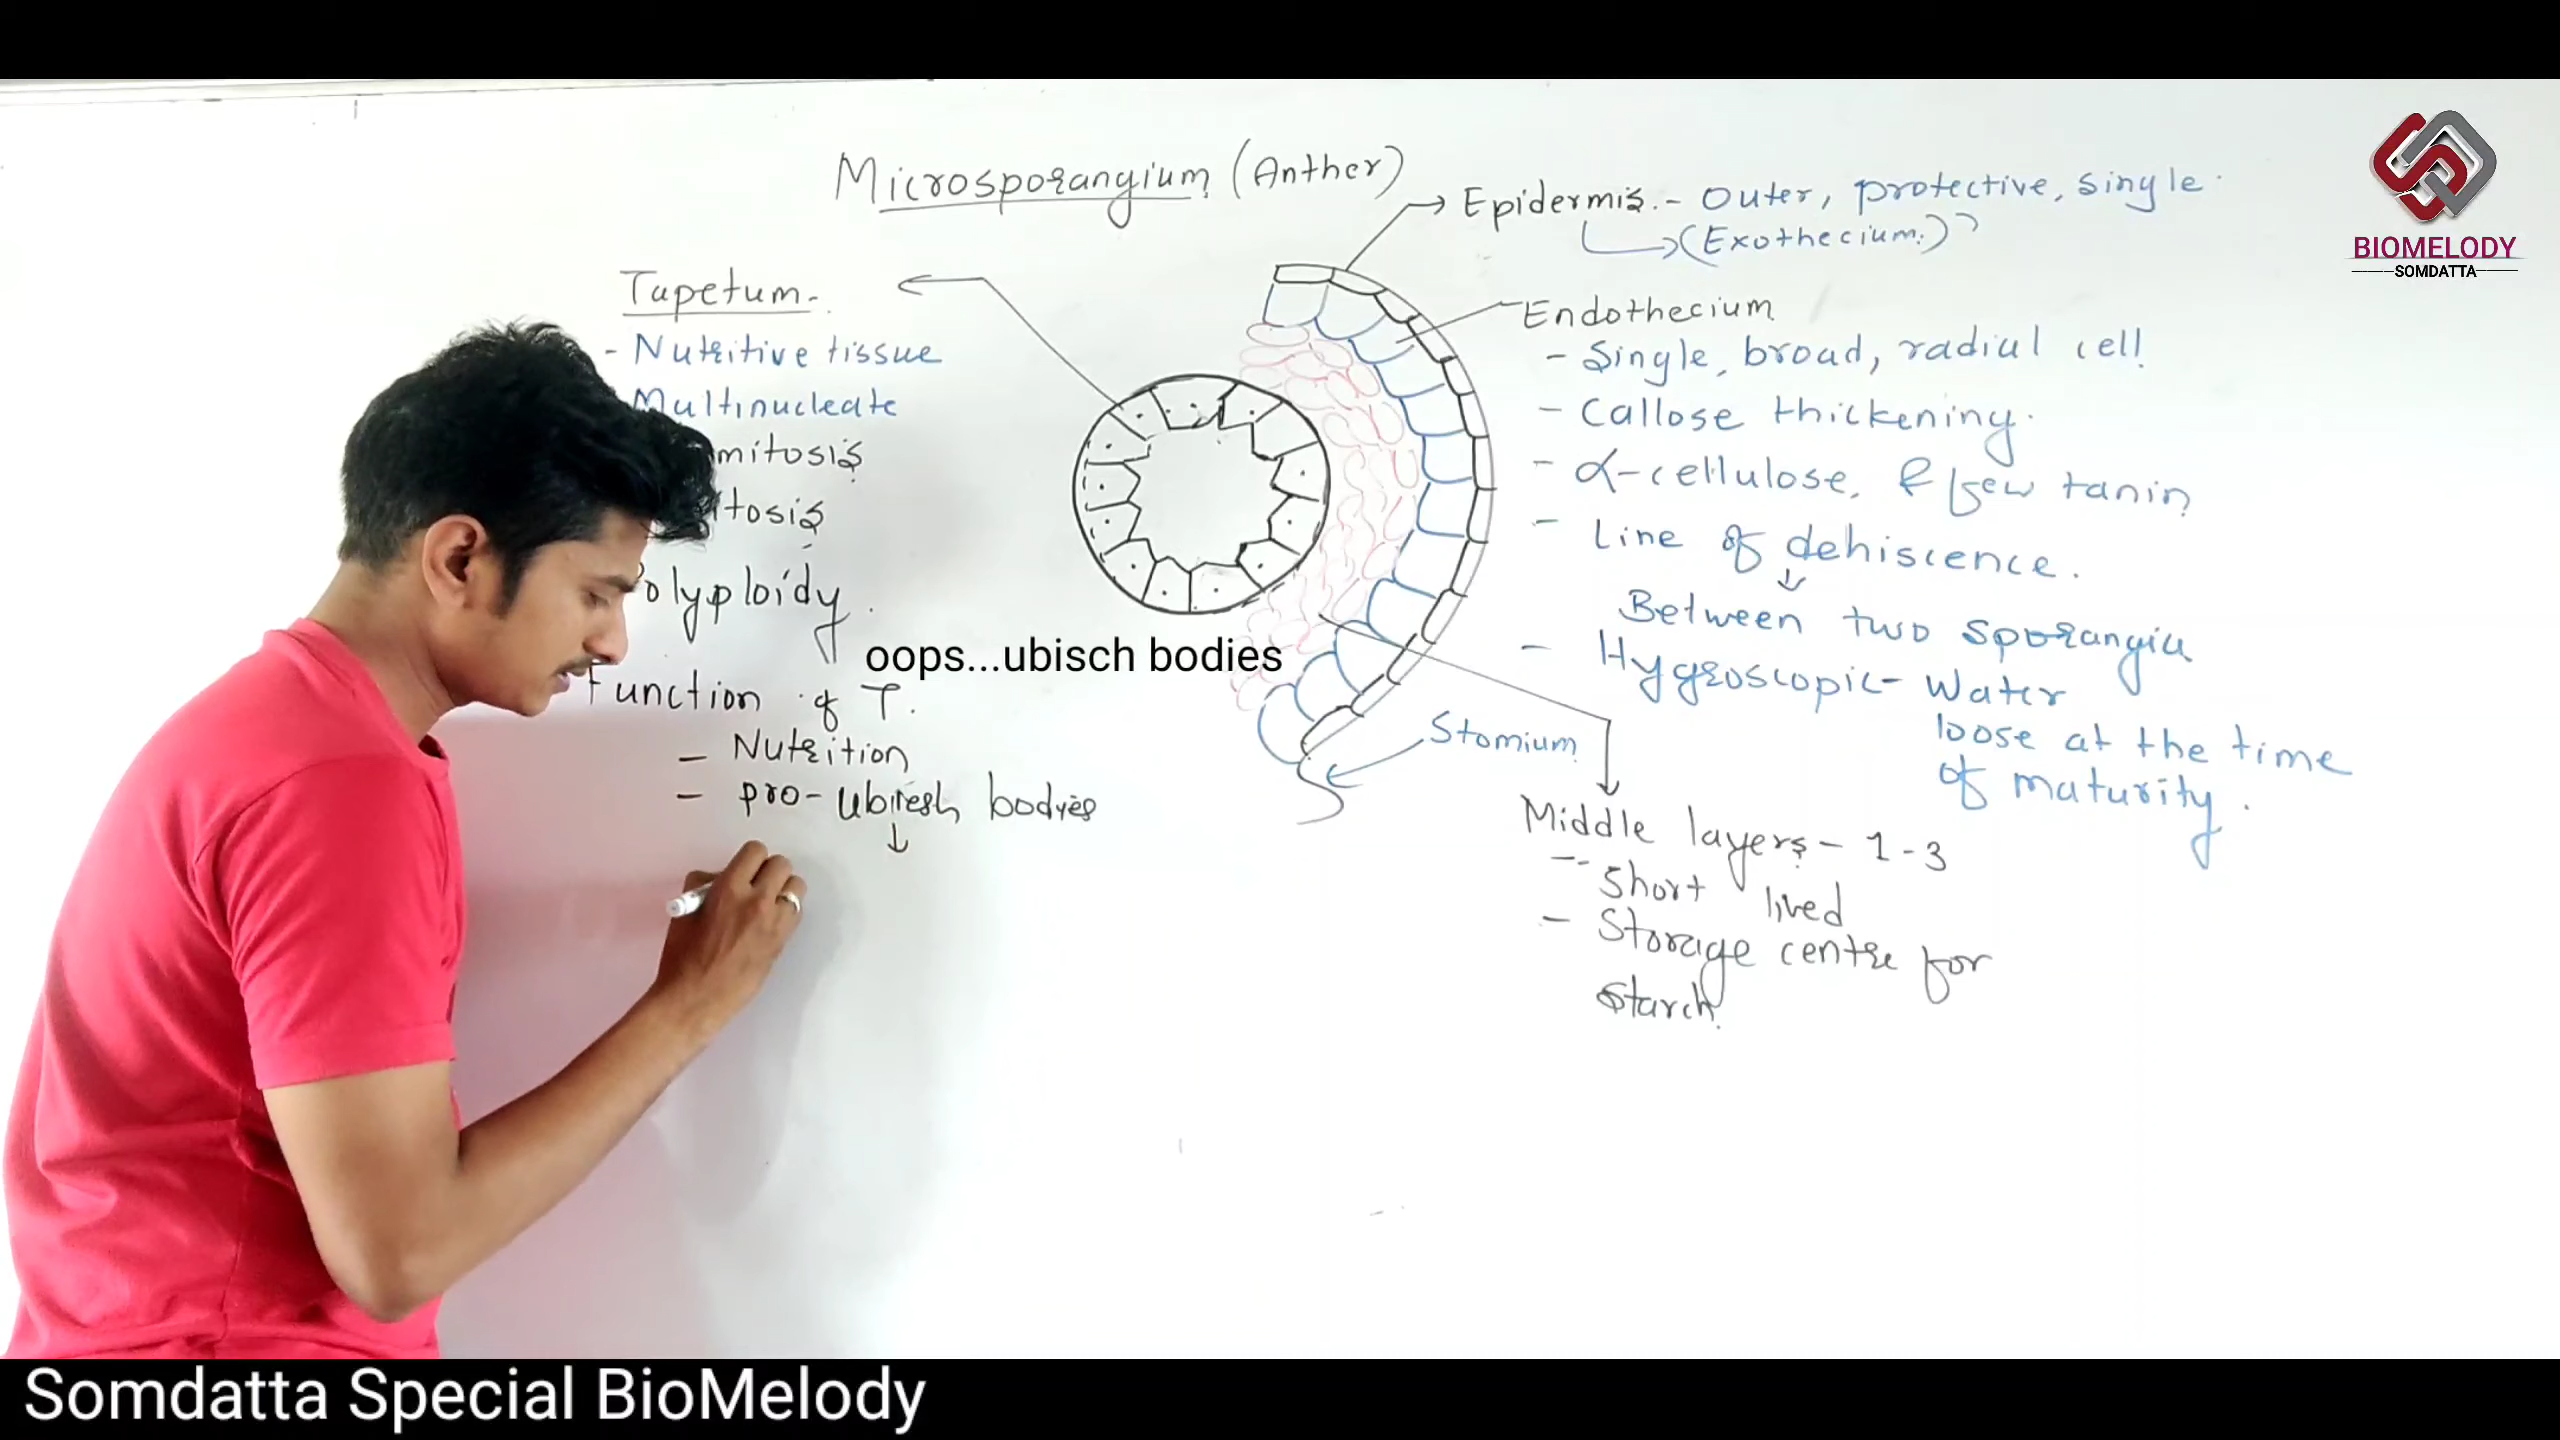 Microsporangium (Anther)
BIOMELODY
SOMDATTA
Tapetum.
- Nutritive tissue
Multinucleate
mitosis
tosis
olyploidy.
oops...ubisch bodies
Function of T.
- Nutrition
- pro-ubiresh bodies
↓
→ Epidermis. - Outer, protective, single
(Exothecium.)
Endothecium
- Single, broad, radial cell
- Callose thickening.
- α-cellulose, & few tanin
- Line of dehiscence.
↓
Between two sporangia
- Hygroscopic - Water
loose at the time
of maturity.
Stomium
Middle layers - 1-3
- Short lived
- Storage centre for
starch.
Somdatta Special BioMelody